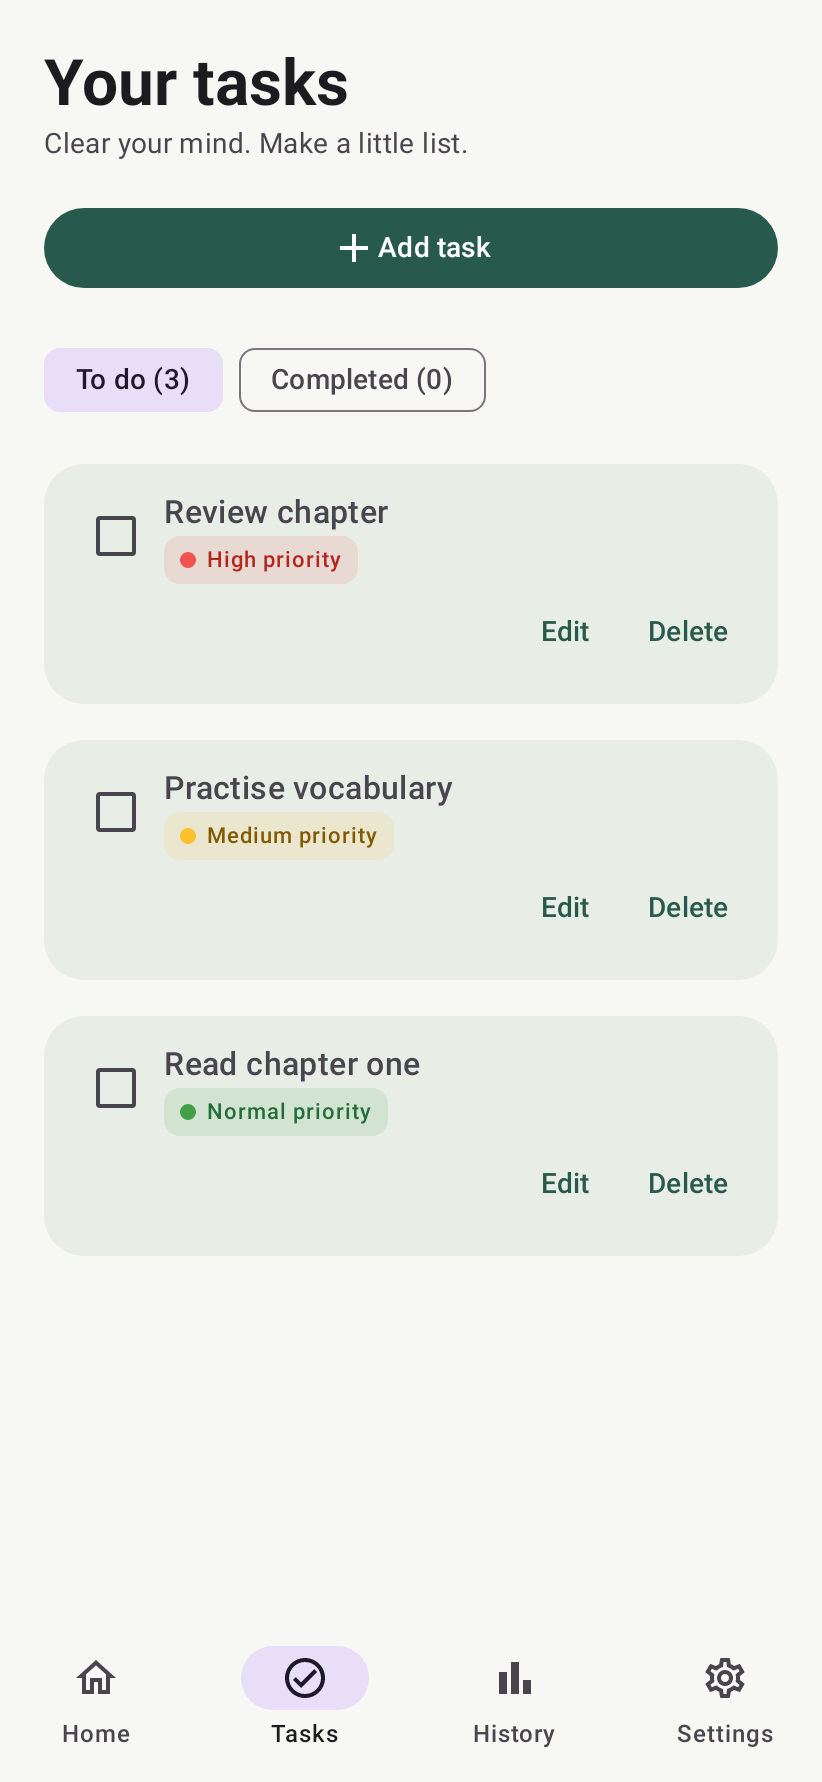 Your tasks
Clear your mind. Make a little list.
Add task
To do (3) Completed (0)
Review chapter
High priority
Edit Delete
Practise vocabulary
Medium priority
Edit Delete
Read chapter one
Normal priority
Edit Delete
Home Tasks History Settings